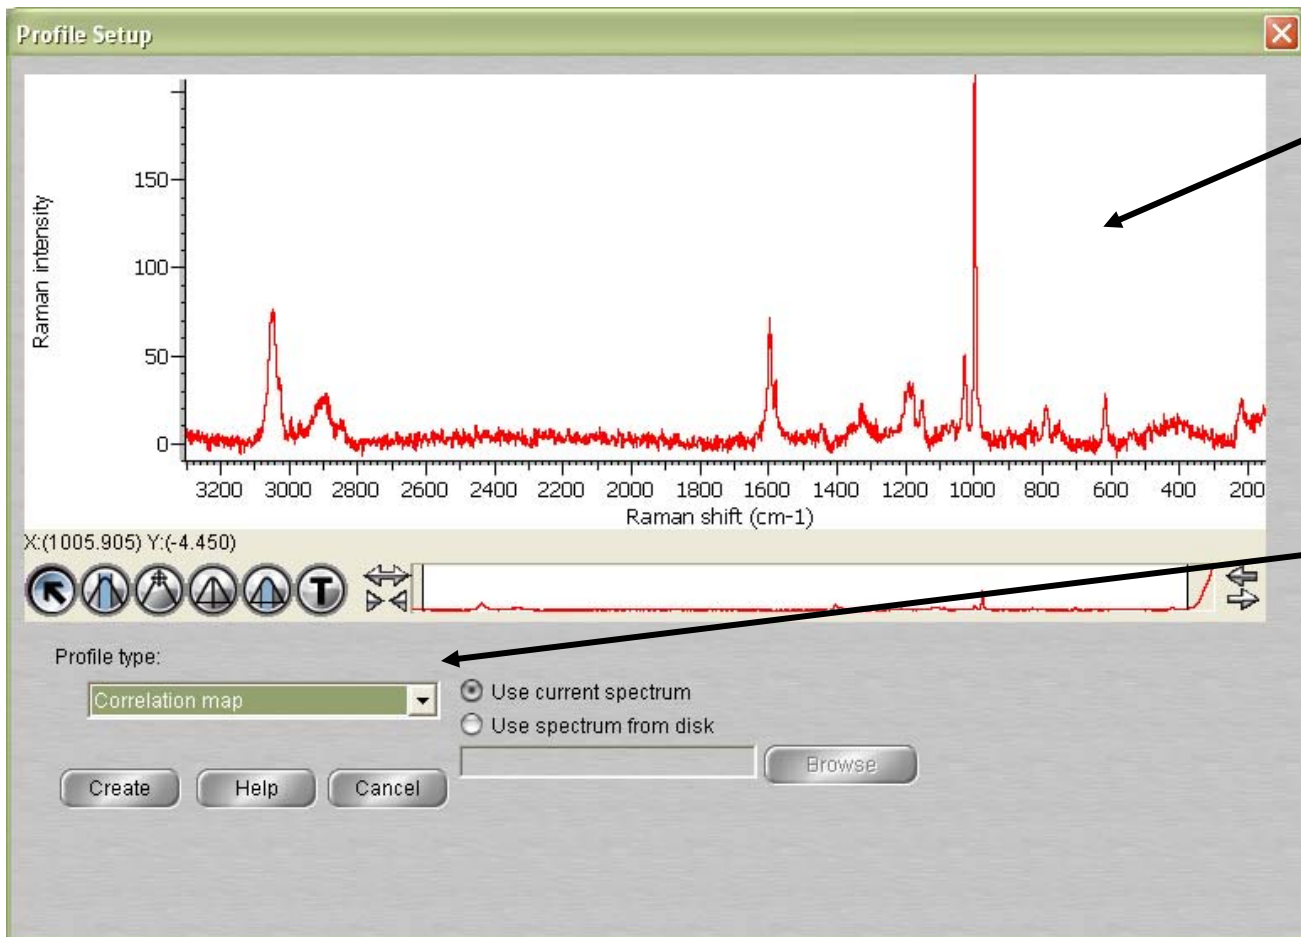 Profile Setup
Raman intensity
150
100
50
0
3200 3000 2800 2600 2400 2200 2000 1800 1600 1400 1200 1000 800 600 400 200
Raman shift (cm-1)
X:(1005.905) Y:(-4.450)
T
Profile type:
Correlation map
Use current spectrum
Use spectrum from disk
Browse
Create Help Cancel